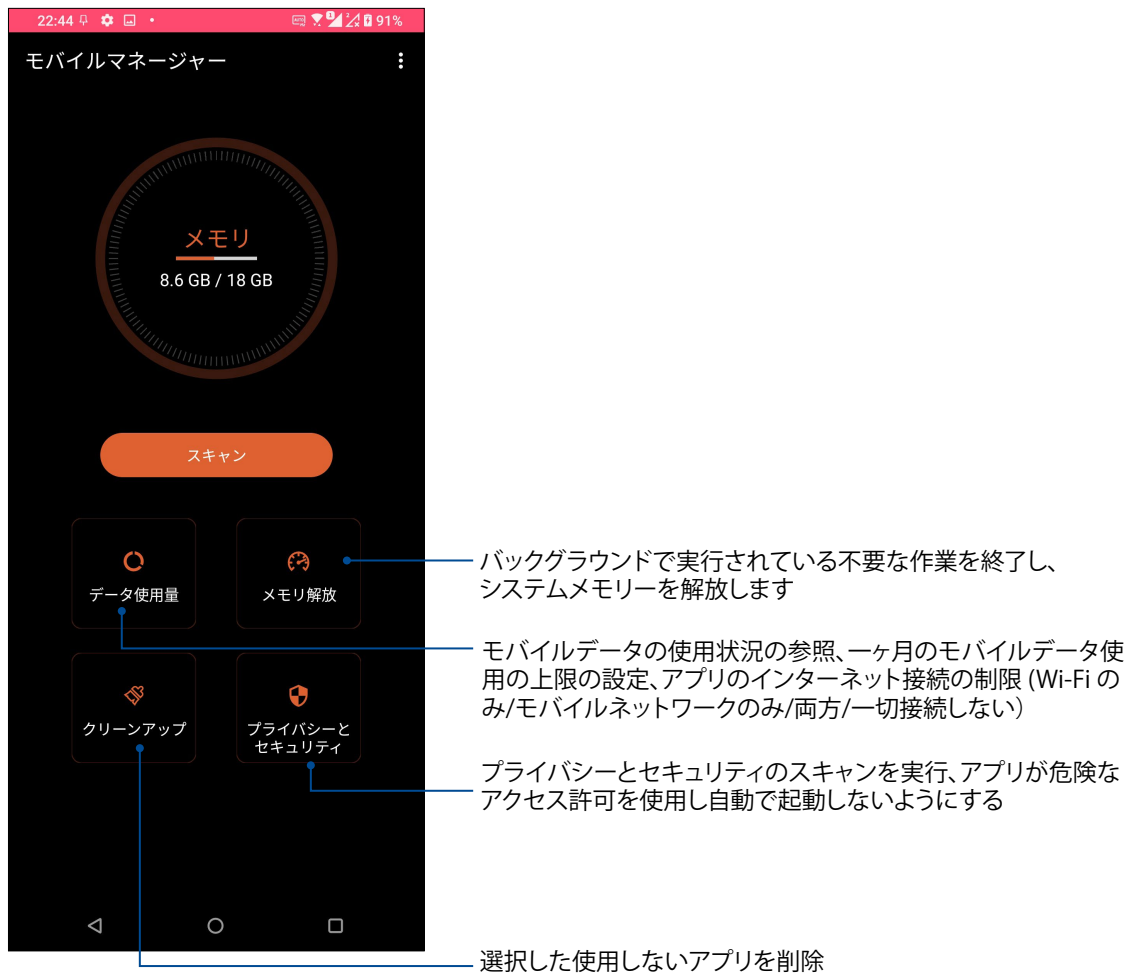 22:44
91%
モバイルマネージャー
メモリ
8.6 GB / 18 GB
スキャン
データ使用量
メモリ解放
クリーンアップ
プライバシーと
セキュリティ
バックグラウンドで実行されている不要な作業を終了し、
システムメモリーを解放します
モバイルデータの使用状況の参照、一ヶ月のモバイルデータ使
用の上限の設定、アプリのインターネット接続の制限 (Wi-Fi の
み/モバイルネットワークのみ/両方/一切接続しない）
プライバシーとセキュリティのスキャンを実行、アプリが危険な
アクセス許可を使用し自動で起動しないようにする
選択した使用しないアプリを削除